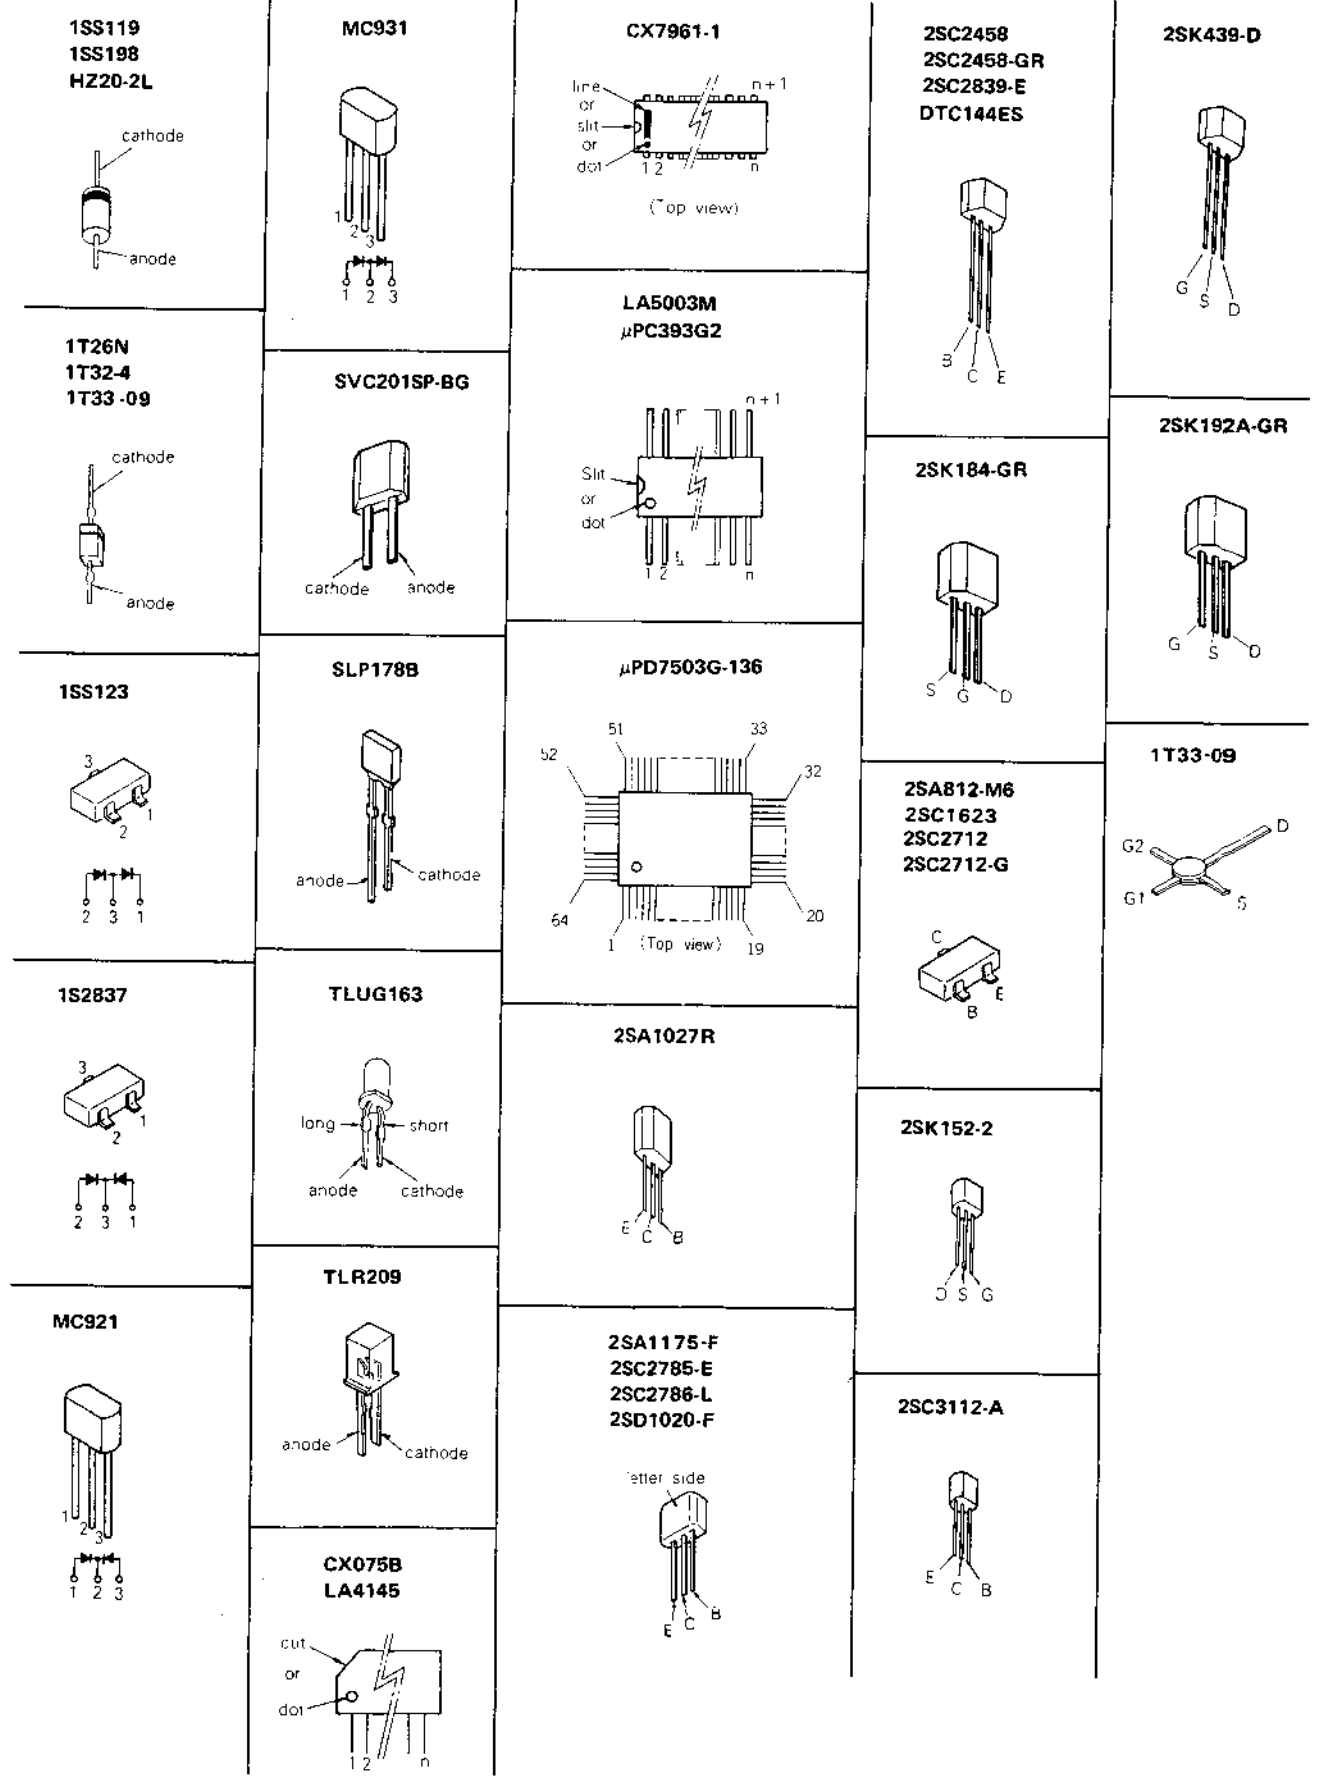 1SS119
1SS198
HZ20-2L
cathode
anode
1T26N
1T32-4
1T33-09
cathode
anode
1SS123
3
1
2
2 3 1
1S2837
3
1
2
2 3 1
MC921
1
2
3
1 2 3
MC931
1
2
3
1 2 3
SVC201SP-BG
cathode anode
SLP178B
anode cathode
TLUG163
long short
anode cathode
TLR209
anode cathode
CX075B
LA4145
cut
or
dot
1 2 n
CX7961-1
line
or
slit
or
dot
n+1
1 2 n
(Top view)
LA5003M
µPC393G2
n+1
Slit
or
dot
1 2 n
µPD7503G-136
51 33
52 32
64 20
1 (Top view) 19
2SA1027R
E C B
2SA1175-F
2SC2785-E
2SC2786-L
2SD1020-F
letter side
E C B
2SC2458
2SC2458-GR
2SC2839-E
DTC144ES
B C E
2SK184-GR
S G D
2SA812-M6
2SC1623
2SC2712
2SC2712-G
C
E
B
2SK152-2
D S G
2SC3112-A
E C B
2SK439-D
G S D
2SK192A-GR
G S D
1T33-09
D
G2
G1 S